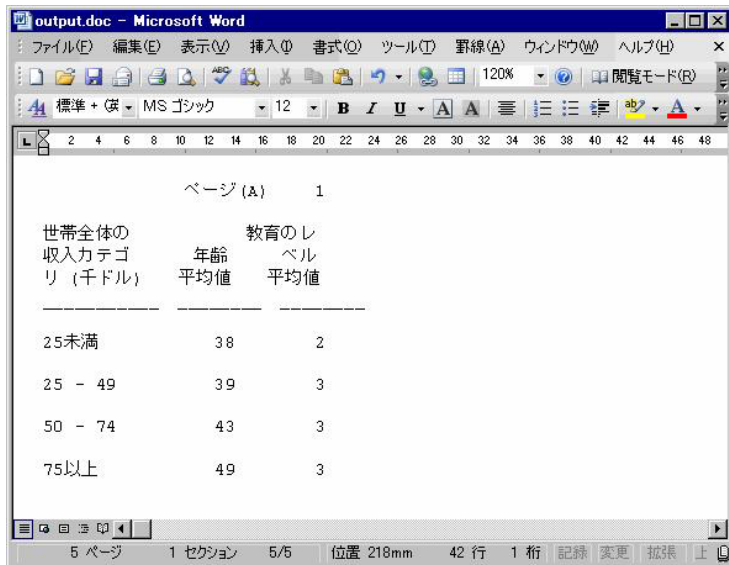 output.doc - Microsoft Word
ファイル(F) 編集(E) 表示(V) 挿入(I) 書式(O) ツール(T) 罫線(A) ウィンドウ(W) ヘルプ(H) ×
120% 閲覧モード(R)
標準 + (英 MS ゴシック 12 B I U A A A
2 4 6 8 10 12 14 16 18 20 22 24 26 28 30 32 34 36 38 40 42 44 46 48
ページ(A) 1
世帯全体の 教育のレ
収入カテゴ 年齢 ベル
リ (千ドル) 平均値 平均値
25未満 38 2
25 - 49 39 3
50 - 74 43 3
75以上 49 3
5 ページ 1 セクション 5/5 位置 218mm 42 行 1 桁 記録 変更 拡張 上